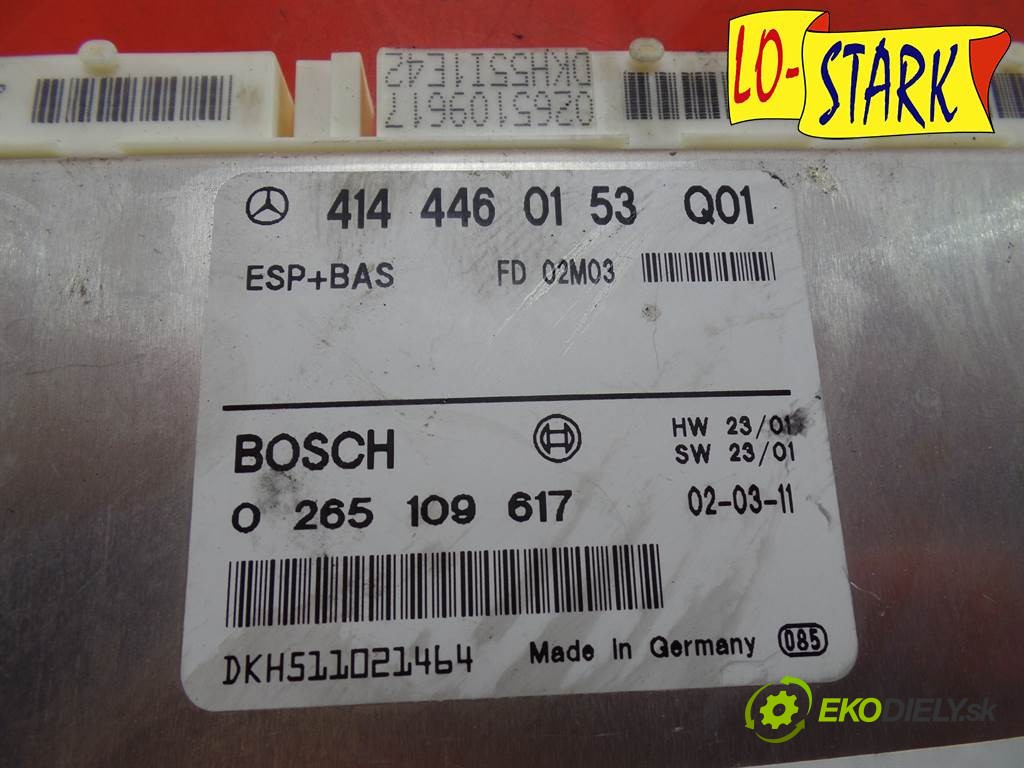 LO-STARK
DKH55I1E42
0265109617
414 446 01 53 Q01
ESP+BAS FD 02M03
BOSCH
HW 23/01
SW 23/01
0 265 109 617
02-03-11
DKH511021464
Made in Germany 085
EKODIELY.sk